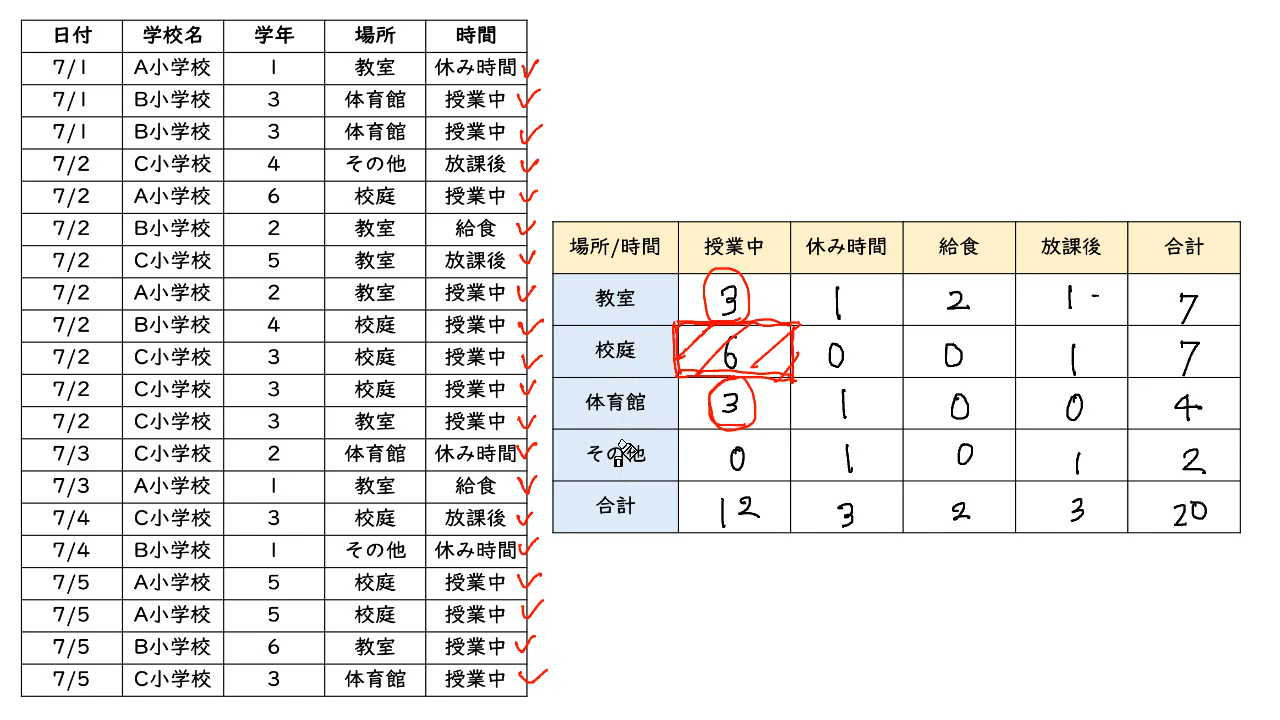 日付 学校名 学年 場所 時間
7/1 A小学校 1 教室 休み時間
7/1 B小学校 3 体育館 授業中
7/1 B小学校 3 体育館 授業中
7/2 C小学校 4 その他 放課後
7/2 A小学校 6 校庭 授業中
7/2 B小学校 2 教室 給食
7/2 C小学校 5 教室 放課後
7/2 A小学校 2 教室 授業中
7/2 B小学校 4 校庭 授業中
7/2 C小学校 3 校庭 授業中
7/2 C小学校 3 校庭 授業中
7/2 C小学校 3 教室 授業中
7/3 C小学校 2 体育館 休み時間
7/3 A小学校 1 教室 給食
7/4 C小学校 3 校庭 放課後
7/4 B小学校 1 その他 休み時間
7/5 A小学校 5 校庭 授業中
7/5 A小学校 5 校庭 授業中
7/5 B小学校 6 教室 授業中
7/5 C小学校 3 体育館 授業中
場所/時間 授業中 休み時間 給食 放課後 合計
教室 3 1 2 1 7
校庭 6 0 0 1 7
体育館 3 1 0 0 4
その他 0 1 0 1 2
合計 12 3 2 3 20